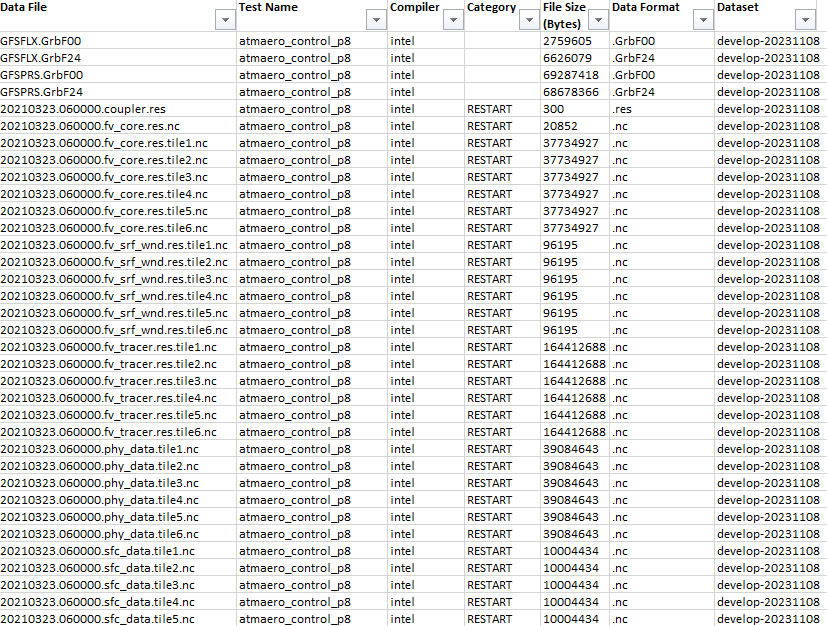 Data File Test Name Compiler Category File Size (Bytes) Data Format Dataset
GFSFLX.GrbF00 atmaero_control_p8 intel 2759605 .GrbF00 develop-20231108
GFSFLX.GrbF24 atmaero_control_p8 intel 6626079 .GrbF24 develop-20231108
GFSPRS.GrbF00 atmaero_control_p8 intel 69287418 .GrbF00 develop-20231108
GFSPRS.GrbF24 atmaero_control_p8 intel 68678366 .GrbF24 develop-20231108
20210323.060000.coupler.res atmaero_control_p8 intel RESTART 300 .res develop-20231108
20210323.060000.fv_core.res.nc atmaero_control_p8 intel RESTART 20852 .nc develop-20231108
20210323.060000.fv_core.res.tile1.nc atmaero_control_p8 intel RESTART 37734927 .nc develop-20231108
20210323.060000.fv_core.res.tile2.nc atmaero_control_p8 intel RESTART 37734927 .nc develop-20231108
20210323.060000.fv_core.res.tile3.nc atmaero_control_p8 intel RESTART 37734927 .nc develop-20231108
20210323.060000.fv_core.res.tile4.nc atmaero_control_p8 intel RESTART 37734927 .nc develop-20231108
20210323.060000.fv_core.res.tile5.nc atmaero_control_p8 intel RESTART 37734927 .nc develop-20231108
20210323.060000.fv_core.res.tile6.nc atmaero_control_p8 intel RESTART 37734927 .nc develop-20231108
20210323.060000.fv_srf_wnd.res.tile1.nc atmaero_control_p8 intel RESTART 96195 .nc develop-20231108
20210323.060000.fv_srf_wnd.res.tile2.nc atmaero_control_p8 intel RESTART 96195 .nc develop-20231108
20210323.060000.fv_srf_wnd.res.tile3.nc atmaero_control_p8 intel RESTART 96195 .nc develop-20231108
20210323.060000.fv_srf_wnd.res.tile4.nc atmaero_control_p8 intel RESTART 96195 .nc develop-20231108
20210323.060000.fv_srf_wnd.res.tile5.nc atmaero_control_p8 intel RESTART 96195 .nc develop-20231108
20210323.060000.fv_srf_wnd.res.tile6.nc atmaero_control_p8 intel RESTART 96195 .nc develop-20231108
20210323.060000.fv_tracer.res.tile1.nc atmaero_control_p8 intel RESTART 164412688 .nc develop-20231108
20210323.060000.fv_tracer.res.tile2.nc atmaero_control_p8 intel RESTART 164412688 .nc develop-20231108
20210323.060000.fv_tracer.res.tile3.nc atmaero_control_p8 intel RESTART 164412688 .nc develop-20231108
20210323.060000.fv_tracer.res.tile4.nc atmaero_control_p8 intel RESTART 164412688 .nc develop-20231108
20210323.060000.fv_tracer.res.tile5.nc atmaero_control_p8 intel RESTART 164412688 .nc develop-20231108
20210323.060000.fv_tracer.res.tile6.nc atmaero_control_p8 intel RESTART 164412688 .nc develop-20231108
20210323.060000.phy_data.tile1.nc atmaero_control_p8 intel RESTART 39084643 .nc develop-20231108
20210323.060000.phy_data.tile2.nc atmaero_control_p8 intel RESTART 39084643 .nc develop-20231108
20210323.060000.phy_data.tile3.nc atmaero_control_p8 intel RESTART 39084643 .nc develop-20231108
20210323.060000.phy_data.tile4.nc atmaero_control_p8 intel RESTART 39084643 .nc develop-20231108
20210323.060000.phy_data.tile5.nc atmaero_control_p8 intel RESTART 39084643 .nc develop-20231108
20210323.060000.phy_data.tile6.nc atmaero_control_p8 intel RESTART 39084643 .nc develop-20231108
20210323.060000.sfc_data.tile1.nc atmaero_control_p8 intel RESTART 10004434 .nc develop-20231108
20210323.060000.sfc_data.tile2.nc atmaero_control_p8 intel RESTART 10004434 .nc develop-20231108
20210323.060000.sfc_data.tile3.nc atmaero_control_p8 intel RESTART 10004434 .nc develop-20231108
20210323.060000.sfc_data.tile4.nc atmaero_control_p8 intel RESTART 10004434 .nc develop-20231108
20210323.060000.sfc_data.tile5.nc atmaero_control_p8 intel RESTART 10004434 .nc develop-20231108